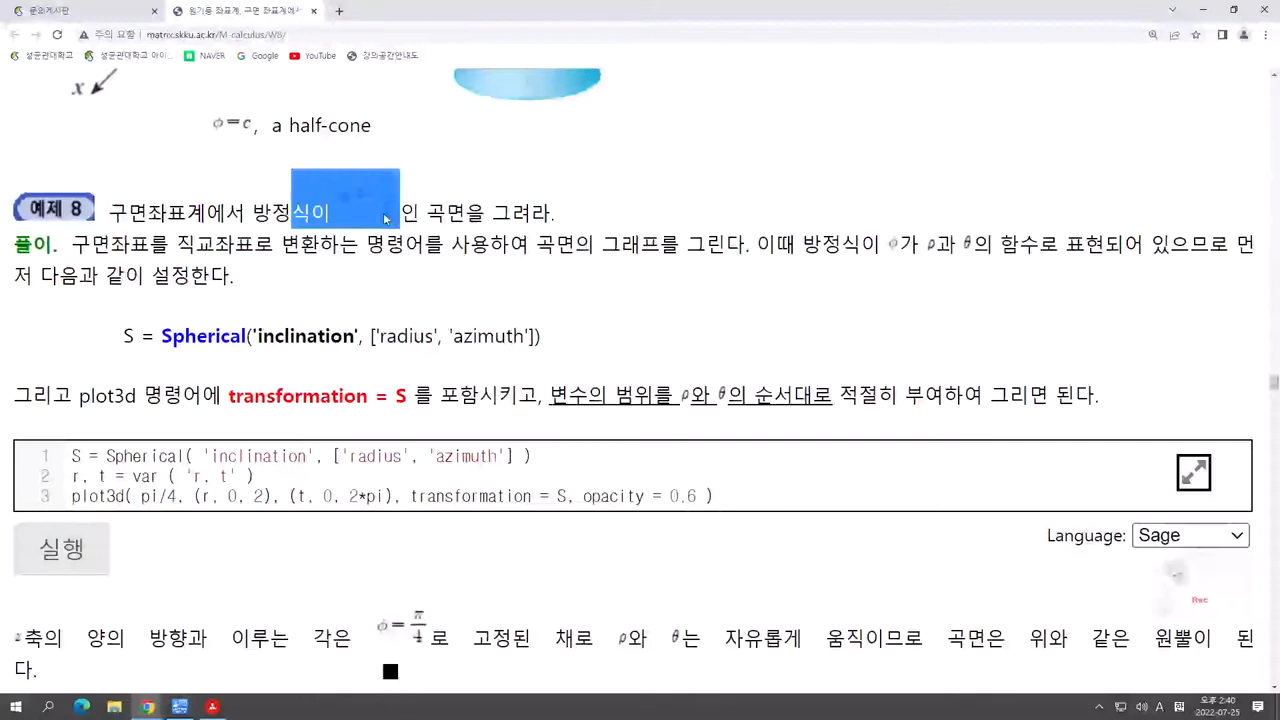 문의게시판
원기둥 좌표계, 구면 좌표계에서
주의 요함 matrix.skku.ac.kr/M-calculus/W8/
성균관대학교 성균관대학교 아이... NAVER Google YouTube 강의공간안내도
x
ϕ=c, a half-cone
예제 8 구면좌표계에서 방정식이 인 곡면을 그려라.
풀이. 구면좌표를 직교좌표로 변환하는 명령어를 사용하여 곡면의 그래프를 그린다. 이때 방정식이 ϕ가 ρ과 θ의 함수로 표현되어 있으므로 먼
저 다음과 같이 설정한다.
S = Spherical('inclination', ['radius', 'azimuth'])
그리고 plot3d 명령어에 transformation = S 를 포함시키고, 변수의 범위를 ρ와 θ의 순서대로 적절히 부여하여 그리면 된다.
1 S = Spherical( 'inclination', ['radius', 'azimuth'] )
2 r, t = var ( 'r, t' )
3 plot3d( pi/4, (r, 0, 2), (t, 0, 2*pi), transformation = S, opacity = 0.6 )
실행
Language: Sage
Rec
z축의 양의 방향과 이루는 각은 ϕ=π/4로 고정된 채로 ρ와 θ는 자유롭게 움직이므로 곡면은 위와 같은 원뿔이 된
다. ■
A 한 오후 2:40
2022-07-25